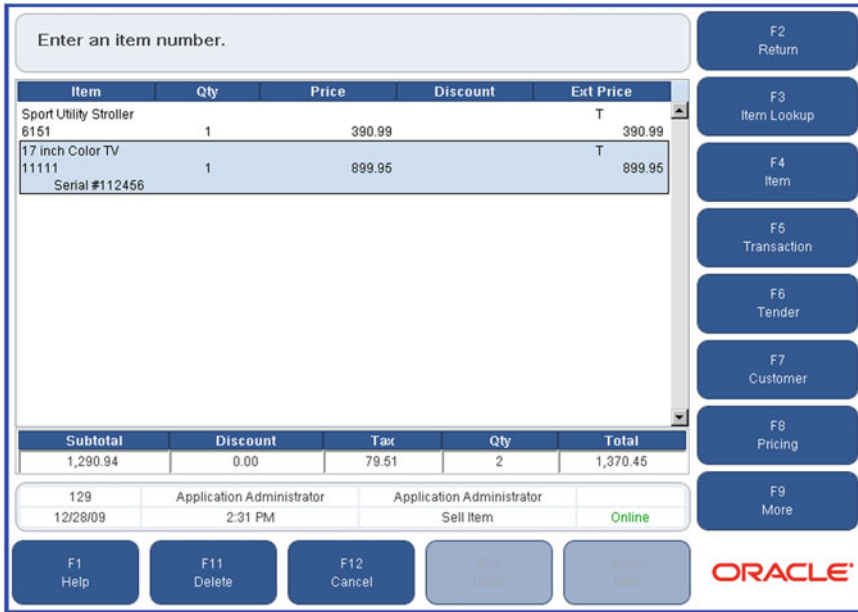 Enter an item number.
F2
Return
Item Qty Price Discount Ext Price
Sport Utility Stroller T
6151 1 390.99 390.99
17 inch Color TV T
11111 1 899.95 899.95
Serial #112456
F3
Item Lookup
F4
Item
F5
Transaction
F6
Tender
F7
Customer
F8
Pricing
F9
More
Subtotal Discount Tax Qty Total
1,290.94 0.00 79.51 2 1,370.45
129 Application Administrator Application Administrator
12/28/09 2:31 PM Sell Item Online
F1
Help
F11
Delete
F12
Cancel
ORACLE